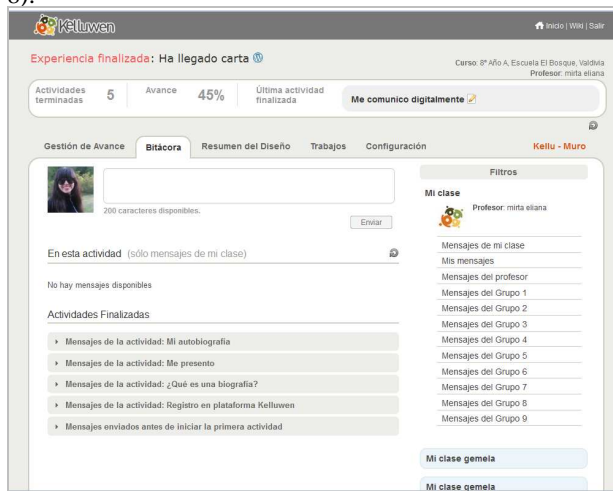 6).
Kelluwen
Inicio | Wiki | Salir
Experiencia finalizada: Ha llegado carta
Curso: 8º Año A, Escuela El Bosque, Valdivia
Profesor: mirta eliana
Actividades terminadas 5
Avance 45%
Última actividad finalizada
Me comunico digitalmente
Gestión de Avance Bitácora Resumen del Diseño Trabajos Configuración Kellu - Muro
200 caracteres disponibles.
Enviar
En esta actividad (sólo mensajes de mi clase)
No hay mensajes disponibles
Actividades Finalizadas
Mensajes de la actividad: Mi autobiografía
Mensajes de la actividad: Me presento
Mensajes de la actividad: ¿Qué es una biografía?
Mensajes de la actividad: Registro en plataforma Kelluwen
Mensajes enviados antes de iniciar la primera actividad
Filtros
Mi clase
Profesor: mirta eliana
Mensajes de mi clase
Mis mensajes
Mensajes del profesor
Mensajes del Grupo 1
Mensajes del Grupo 2
Mensajes del Grupo 3
Mensajes del Grupo 4
Mensajes del Grupo 5
Mensajes del Grupo 6
Mensajes del Grupo 7
Mensajes del Grupo 8
Mensajes del Grupo 9
Mi clase gemela
Mi clase gemela